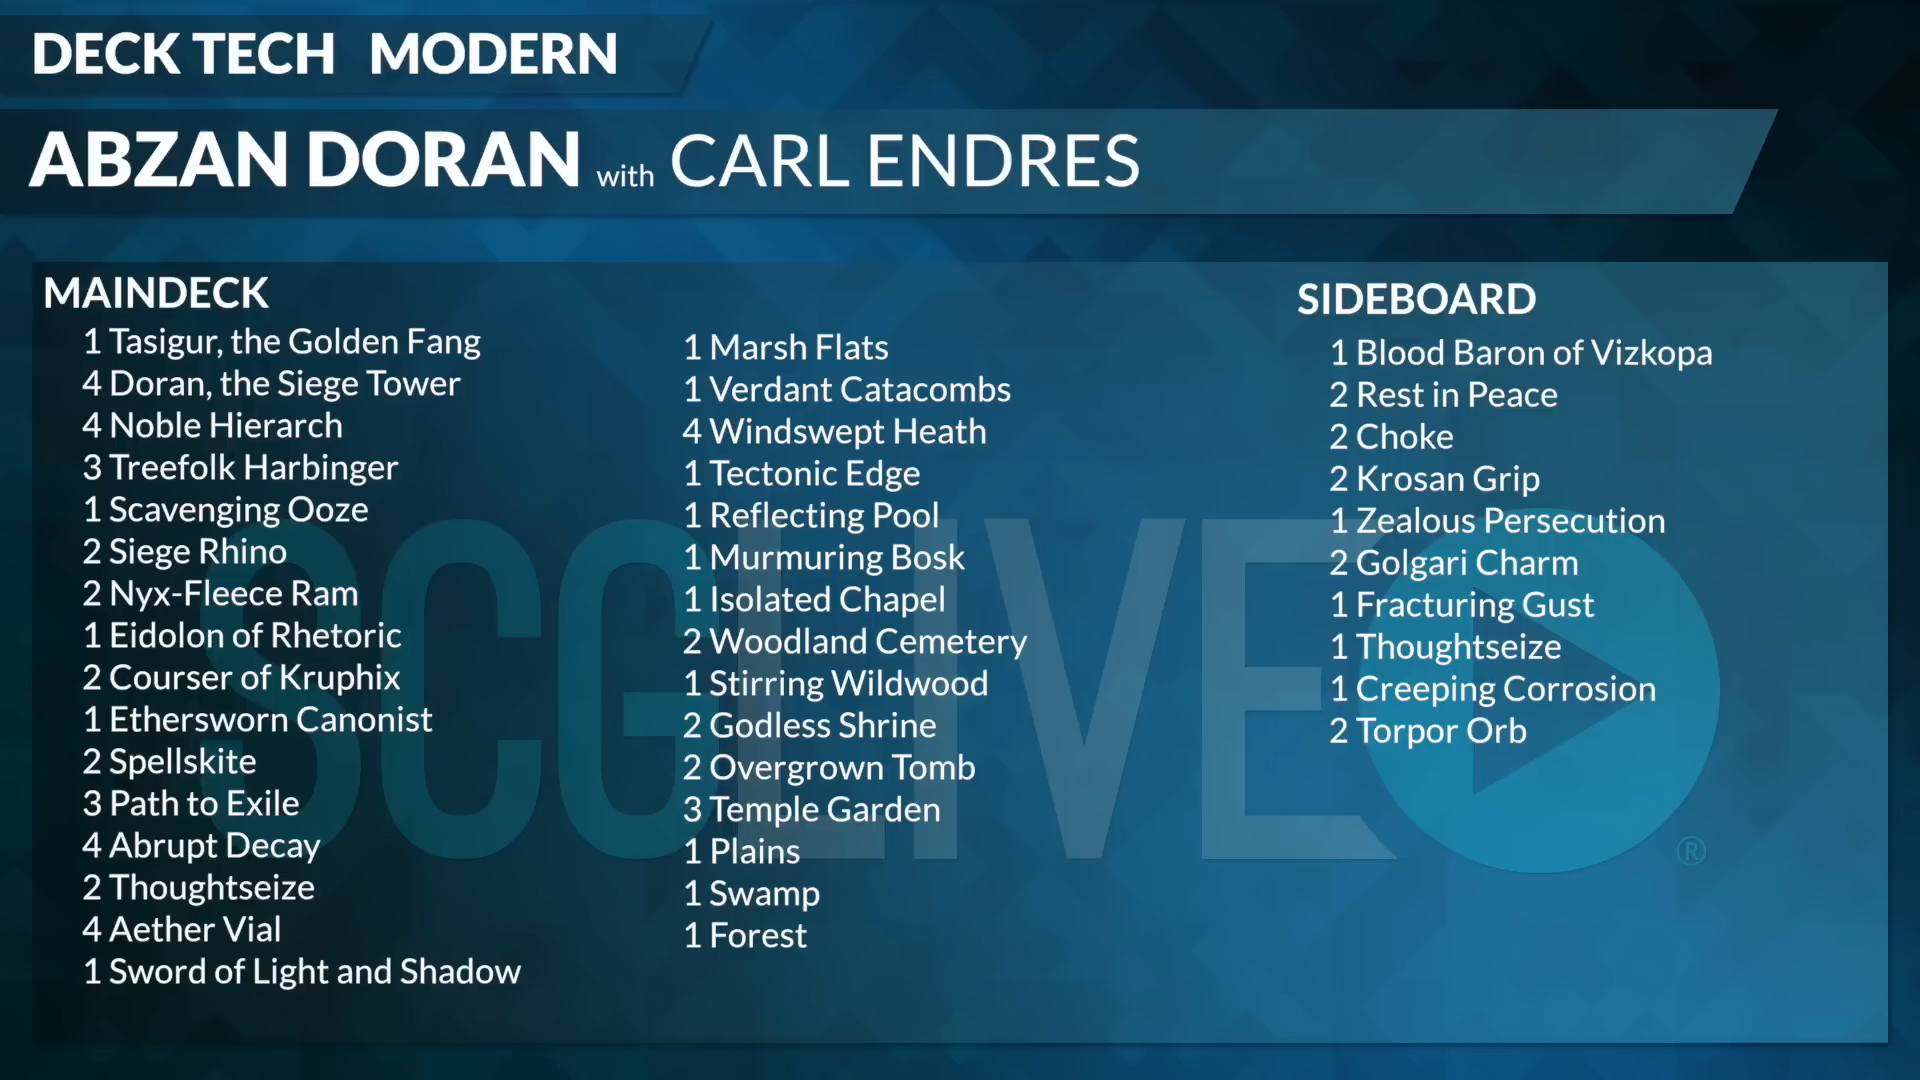 DECK TECH MODERN
ABZAN DORAN with CARL ENDRES
MAINDECK
1 Tasigur, the Golden Fang
4 Doran, the Siege Tower
4 Noble Hierarch
3 Treefolk Harbinger
1 Scavenging Ooze
2 Siege Rhino
2 Nyx-Fleece Ram
1 Eidolon of Rhetoric
2 Courser of Kruphix
1 Ethersworn Canonist
2 Spellskite
3 Path to Exile
4 Abrupt Decay
2 Thoughtseize
4 Aether Vial
1 Sword of Light and Shadow
1 Marsh Flats
1 Verdant Catacombs
4 Windswept Heath
1 Tectonic Edge
1 Reflecting Pool
1 Murmuring Bosk
1 Isolated Chapel
2 Woodland Cemetery
1 Stirring Wildwood
2 Godless Shrine
2 Overgrown Tomb
3 Temple Garden
1 Plains
1 Swamp
1 Forest
SIDEBOARD
1 Blood Baron of Vizkopa
2 Rest in Peace
2 Choke
2 Krosan Grip
1 Zealous Persecution
2 Golgari Charm
1 Fracturing Gust
1 Thoughtseize
1 Creeping Corrosion
2 Torpor Orb
SCGLIVE ®